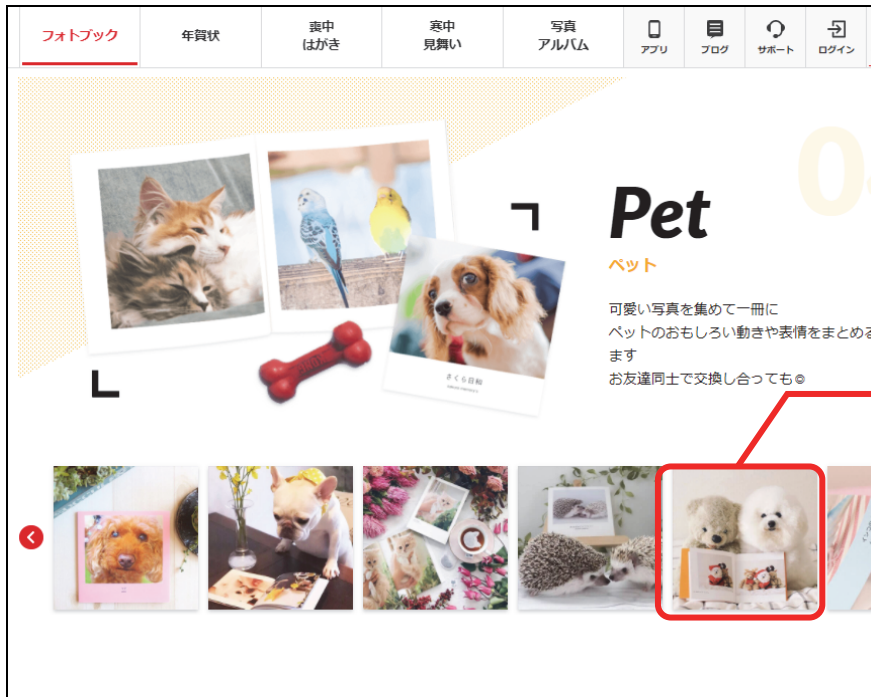 フォトブック
年賀状
喪中
はがき
寒中
見舞い
写真
アルバム
アプリ
ブログ
サポート
ログイン
Pet
ペット
可愛い写真を集めて一冊に
ペットのおもしろい動きや表情をまとめる
ます
お友達同士で交換し合っても◎
さくら日和